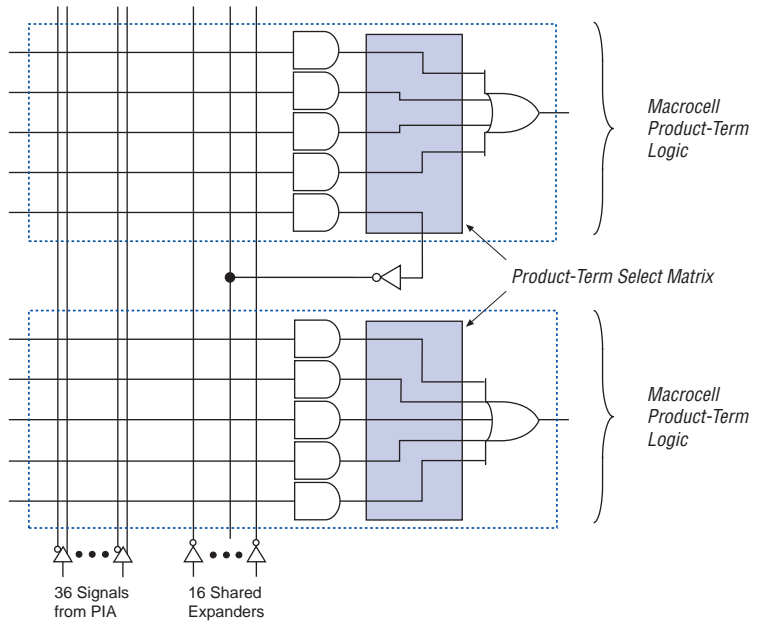 Macrocell
Product-Term
Logic
Product-Term Select Matrix
Macrocell
Product-Term
Logic
36 Signals
from PIA
16 Shared
Expanders